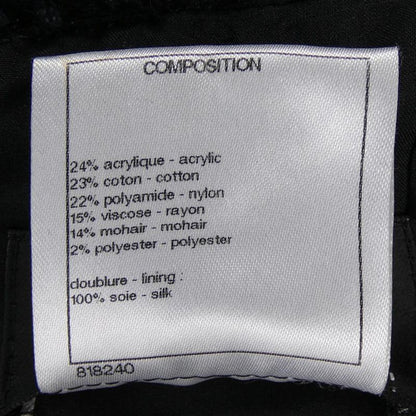 COMPOSITION
24% acrylique - acrylic
23% coton - cotton
22% polyamide - nylon
15% viscose - rayon
14% mohair - mohair
2% polyester - polyester
doublure - lining :
100% soie - silk
818240